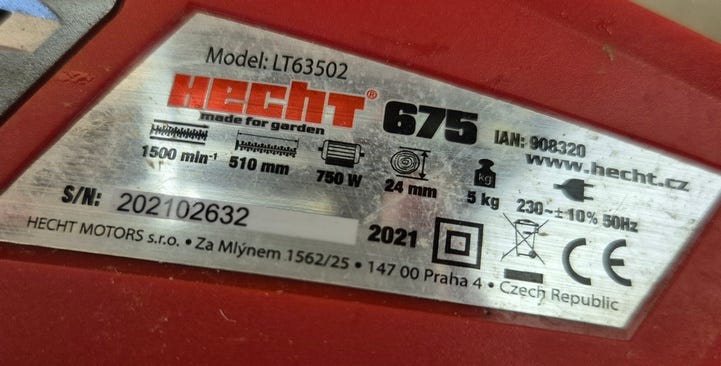 Model: LT63502
HECHT® 675 IAN: 908320
made for garden www.hecht.cz
1500 min⁻¹ 510 mm 750 W 24 mm kg 5 kg 230~±10% 50Hz
S/N: 202102632 2021 CE
HECHT MOTORS s.r.o. • Za Mlýnem 1562/25 • 147 00 Praha 4 • Czech Republic